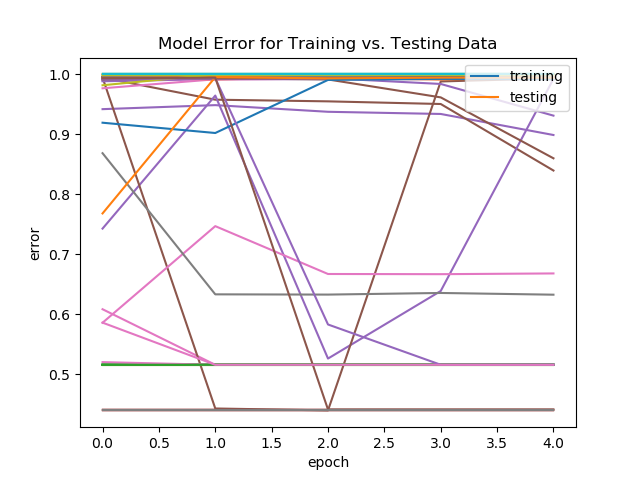 Model Error for Training vs. Testing Data
1.0
0.9
0.8
0.7
0.6
0.5
error
training
testing
0.0 0.5 1.0 1.5 2.0 2.5 3.0 3.5 4.0
epoch